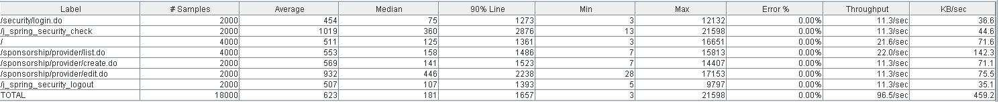 Label # Samples Average Median 90% Line Min Max Error % Throughput KB/sec
/security/login.do 2000 454 75 1273 3 12132 0.00% 11.3/sec 36.6
/j_spring_security_check 2000 1019 360 2876 13 21598 0.00% 11.3/sec 44.6
/ 4000 511 125 1361 3 16651 0.00% 21.6/sec 71.6
/sponsorship/provider/list.do 4000 553 158 1486 7 15813 0.00% 22.0/sec 142.3
/sponsorship/provider/create.do 2000 569 141 1523 7 14407 0.00% 11.3/sec 71.1
/sponsorship/provider/edit.do 2000 932 446 2238 28 17153 0.00% 11.3/sec 75.5
/j_spring_security_logout 2000 507 107 1393 5 9797 0.00% 11.3/sec 35.1
TOTAL 18000 623 181 1657 3 21598 0.00% 96.5/sec 459.2